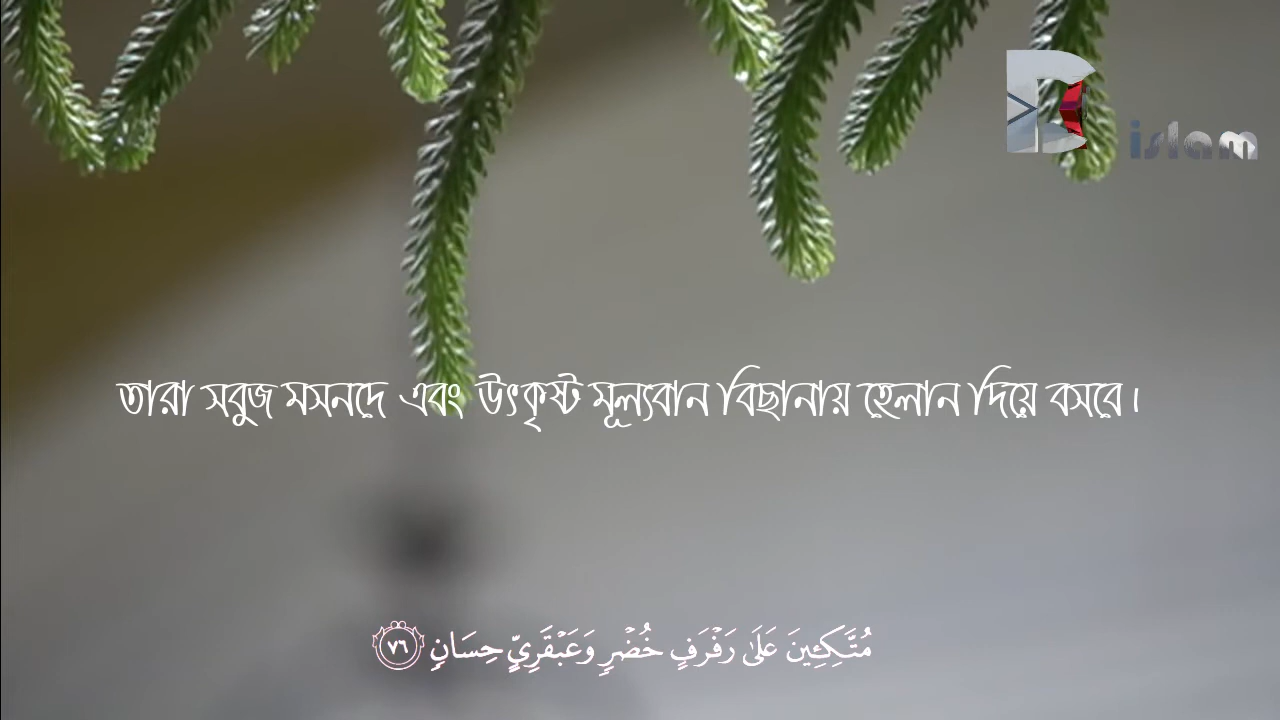 islam
তারা সবুজ মসনদে এবং উৎকৃষ্ট মূল্যবান বিছানায় হেলান দিয়ে বসবে।
مُتَّكِـِٔينَ عَلَىٰ رَفْرَفٍ خُضْرٍ وَعَبْقَرِيٍّ حِسَانٍ ٧٦